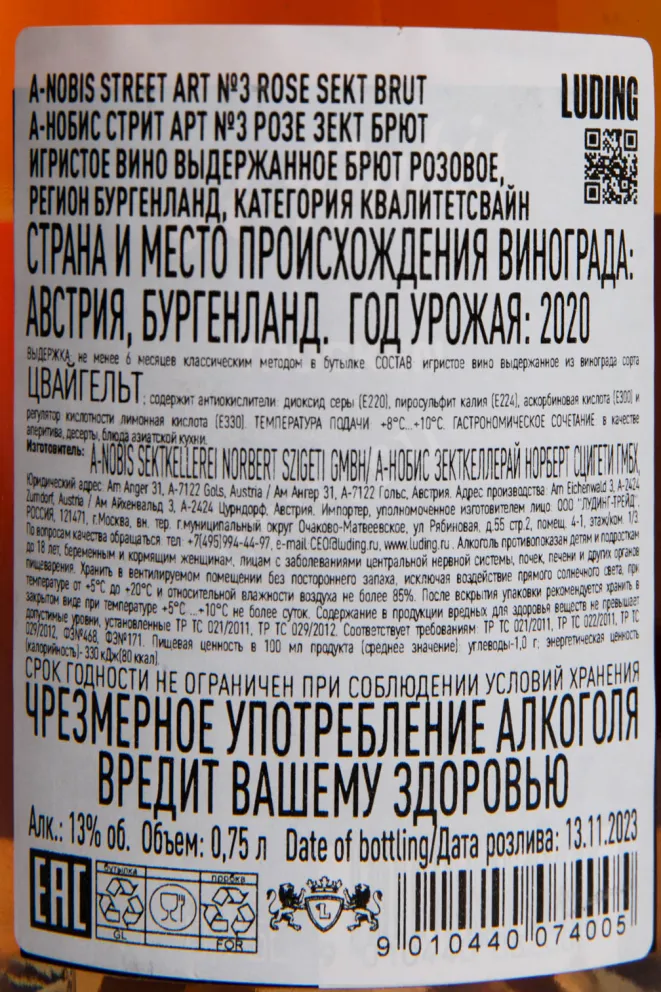 A-NOBIS STREET ART №3 ROSE SEKT BRUT
LUDING
А-НОБИС СТРИТ АРТ №3 РОЗЕ ЗЕКТ БРЮТ
ИГРИСТОЕ ВИНО ВЫДЕРЖАННОЕ БРЮТ РОЗОВОЕ,
РЕГИОН БУРГЕНЛАНД, КАТЕГОРИЯ КВАЛИТЕТСВАЙН
СТРАНА И МЕСТО ПРОИСХОЖДЕНИЯ ВИНОГРАДА:
АВСТРИЯ, БУРГЕНЛАНД. ГОД УРОЖАЯ: 2020
ВЫДЕРЖКА, не менее 6 месяцев классическим методом в бутылке. СОСТАВ: игристое вино выдержанное из винограда сорта
ЦВАЙГЕЛЬТ; содержит антиокислители: диоксид серы (Е220), пиросульфит калия (Е224), аскорбиновая кислота (Е300) и
регулятор кислотности лимонная кислота (Е330). ТЕМПЕРАТУРА ПОДАЧИ: +8°С...+10°С. ГАСТРОНОМИЧЕСКОЕ СОЧЕТАНИЕ: в качестве
аперитива, десерты, блюда азиатской кухни.
Изготовитель: A-NOBIS SEKTKELLEREI NORBERT SZIGETI GMBH/ А-НОБИС ЗЕКТКЕЛЛЕРАЙ НОРБЕРТ СЦИГЕТИ ГМБХ,
Юридический адрес: Am Anger 31, A-7122 Gols, Austria / Ам Ангер 31, А-7122 Гольс, Австрия. Адрес производства: Am Eichenwald 3, A-2424
Zurndorf, Austria / Ам Айхенвальд 3, А-2424 Цурндорф, Австрия. Импортер, уполномоченное изготовителем лицо: ООО "ЛУДИНГ-ТРЕЙД",
РОССИЯ, 121471, г.Москва, вн. тер. г.муниципальный округ Очаково-Матвеевское, ул Рябиновая, д.55 стр.2, помещ. 4-1, этаж/ком. 1/3
По вопросам качества обращаться: тел: +7(495)994-44-97, e-mail: CEO@luding.ru, www.luding.ru . Алкоголь противопоказан детям и подросткам
до 18 лет, беременным и кормящим женщинам, лицам с заболеваниями центральной нервной системы, почек, печени и других органов
пищеварения. Хранить в вентилируемом помещении без постороннего запаха, исключая воздействие прямого солнечного света, при
температуре от +5°С до +20°С и относительной влажности воздуха не более 85%. После вскрытия упаковки рекомендуется хранить в
закрытом виде при температуре +5°С ...+10°С не более суток. Содержание в продукции вредных для здоровья веществ не превышает
допустимые уровни, установленные ТР ТС 021/2011, ТР ТС 029/2012. Соответствует требованиям: ТР ТС 021/2011, ТР ТС 022/2011, ТР ТС
029/2012, ФЗ№468, ФЗ№171. Пищевая ценность в 100 мл продукта (среднее значение): углеводы-1,0 г; энергетическая ценность
(калорийность)- 330 кДж(80 ккал).
СРОК ГОДНОСТИ НЕ ОГРАНИЧЕН ПРИ СОБЛЮДЕНИИ УСЛОВИЙ ХРАНЕНИЯ
ЧРЕЗМЕРНОЕ УПОТРЕБЛЕНИЕ АЛКОГОЛЯ
ВРЕДИТ ВАШЕМУ ЗДОРОВЬЮ
Алк.: 13% об. Объем: 0,75 л Date of bottling/Дата розлива: 13.11.2023
ЕАС
бутылка
GL
пробка
FOR
L
9 010440 074005